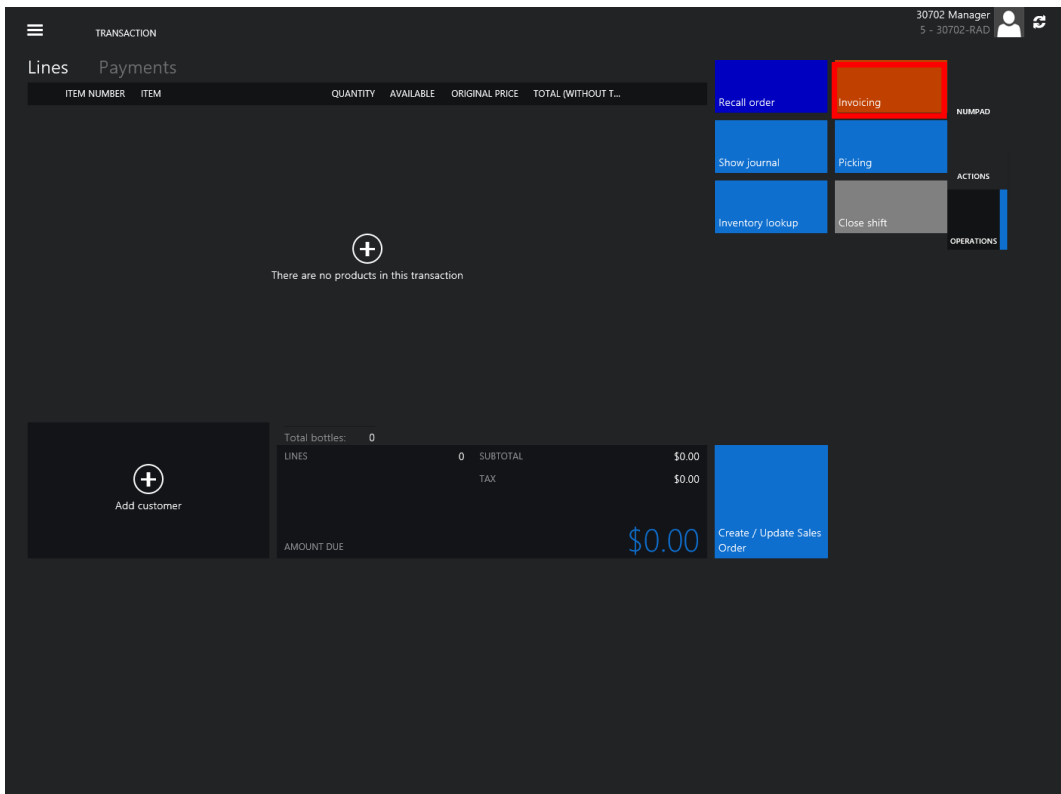 30702 Manager
5 - 30702-RAD
TRANSACTION
Lines Payments
ITEM NUMBER ITEM QUANTITY AVAILABLE ORIGINAL PRICE TOTAL (WITHOUT T...
Recall order
Invoicing
NUMPAD
Show journal
Picking
ACTIONS
Inventory lookup
Close shift
OPERATIONS
There are no products in this transaction
Add customer
Total bottles: 0
LINES 0 SUBTOTAL $0.00
TAX $0.00
AMOUNT DUE $0.00
Create / Update Sales
Order